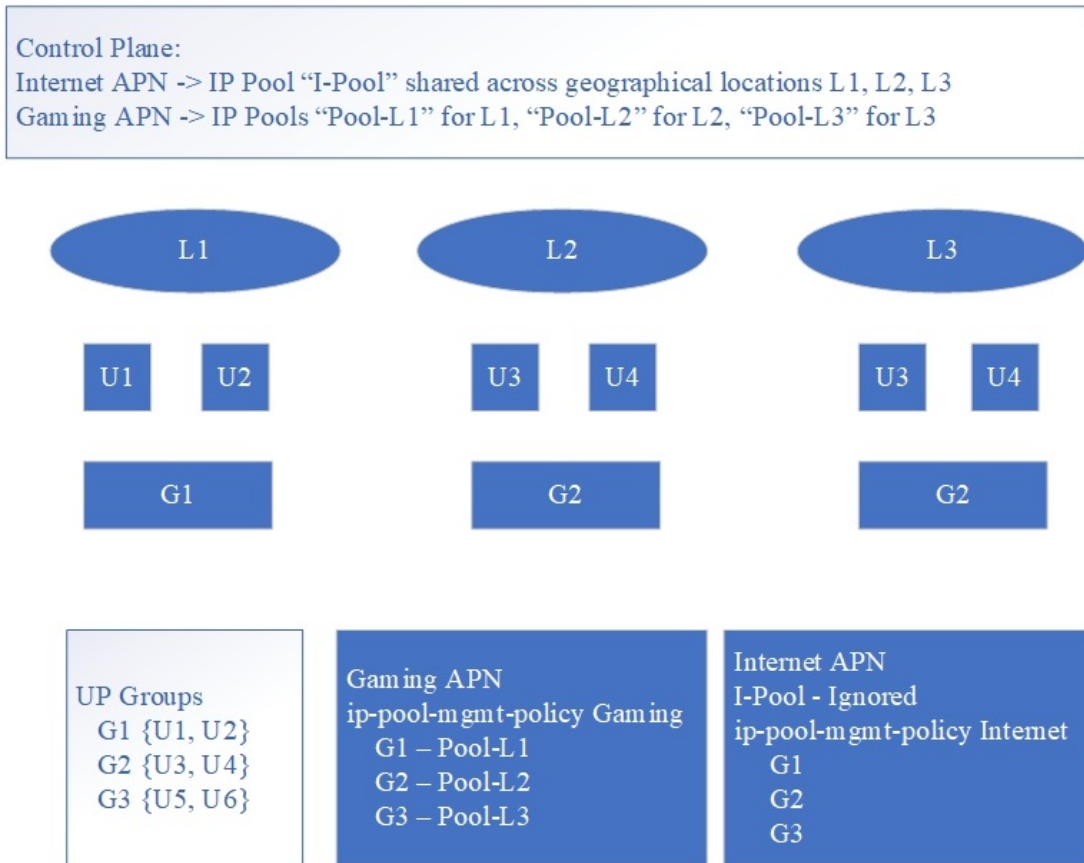 Control Plane:
Internet APN -> IP Pool “I-Pool” shared across geographical locations L1, L2, L3
Gaming APN -> IP Pools “Pool-L1” for L1, “Pool-L2” for L2, “Pool-L3” for L3
L1
L2
L3
U1
U2
U3
U4
U3
U4
G1
G2
G2
UP Groups
G1 {U1, U2}
G2 {U3, U4}
G3 {U5, U6}
Gaming APN
ip-pool-mgmt-policy Gaming
G1 – Pool-L1
G2 – Pool-L2
G3 – Pool-L3
Internet APN
I-Pool - Ignored
ip-pool-mgmt-policy Internet
G1
G2
G3